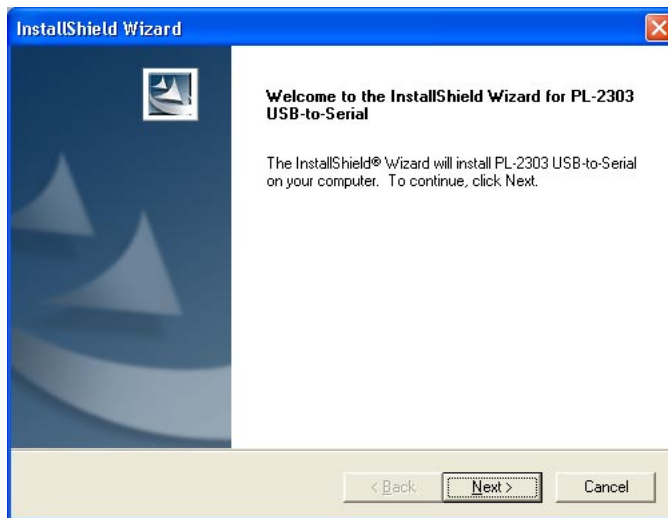 InstallShield Wizard
Welcome to the InstallShield Wizard for PL-2303
USB-to-Serial
The InstallShield® Wizard will install PL-2303 USB-to-Serial
on your computer. To continue, click Next.
< Back
Next >
Cancel